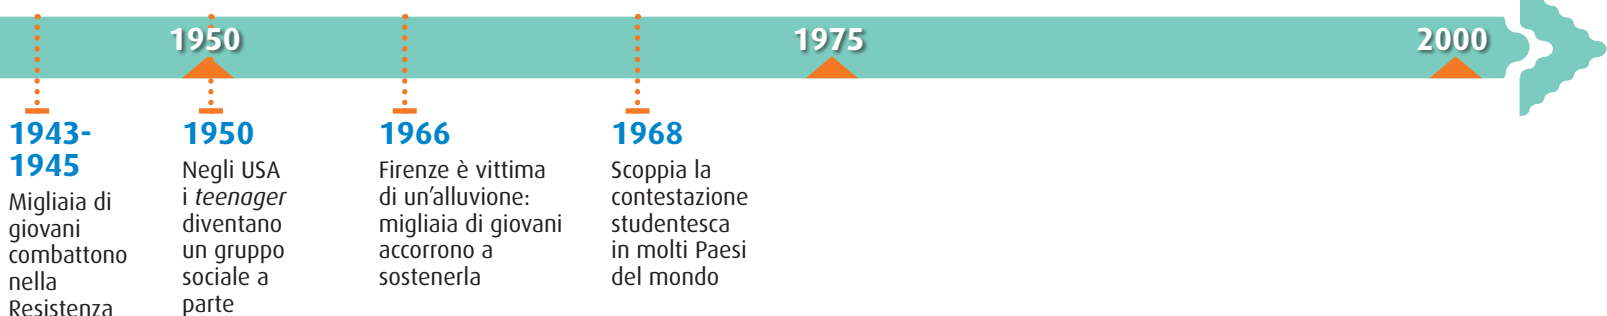 1950
1975
2000
1943-
1945
Migliaia di
giovani
combattono
nella
Resistenza
1950
Negli USA
i teenager
diventano
un gruppo
sociale a
parte
1966
Firenze è vittima
di un’alluvione:
migliaia di giovani
accorrono a
sostenerla
1968
Scoppia la
contestazione
studentesca
in molti Paesi
del mondo